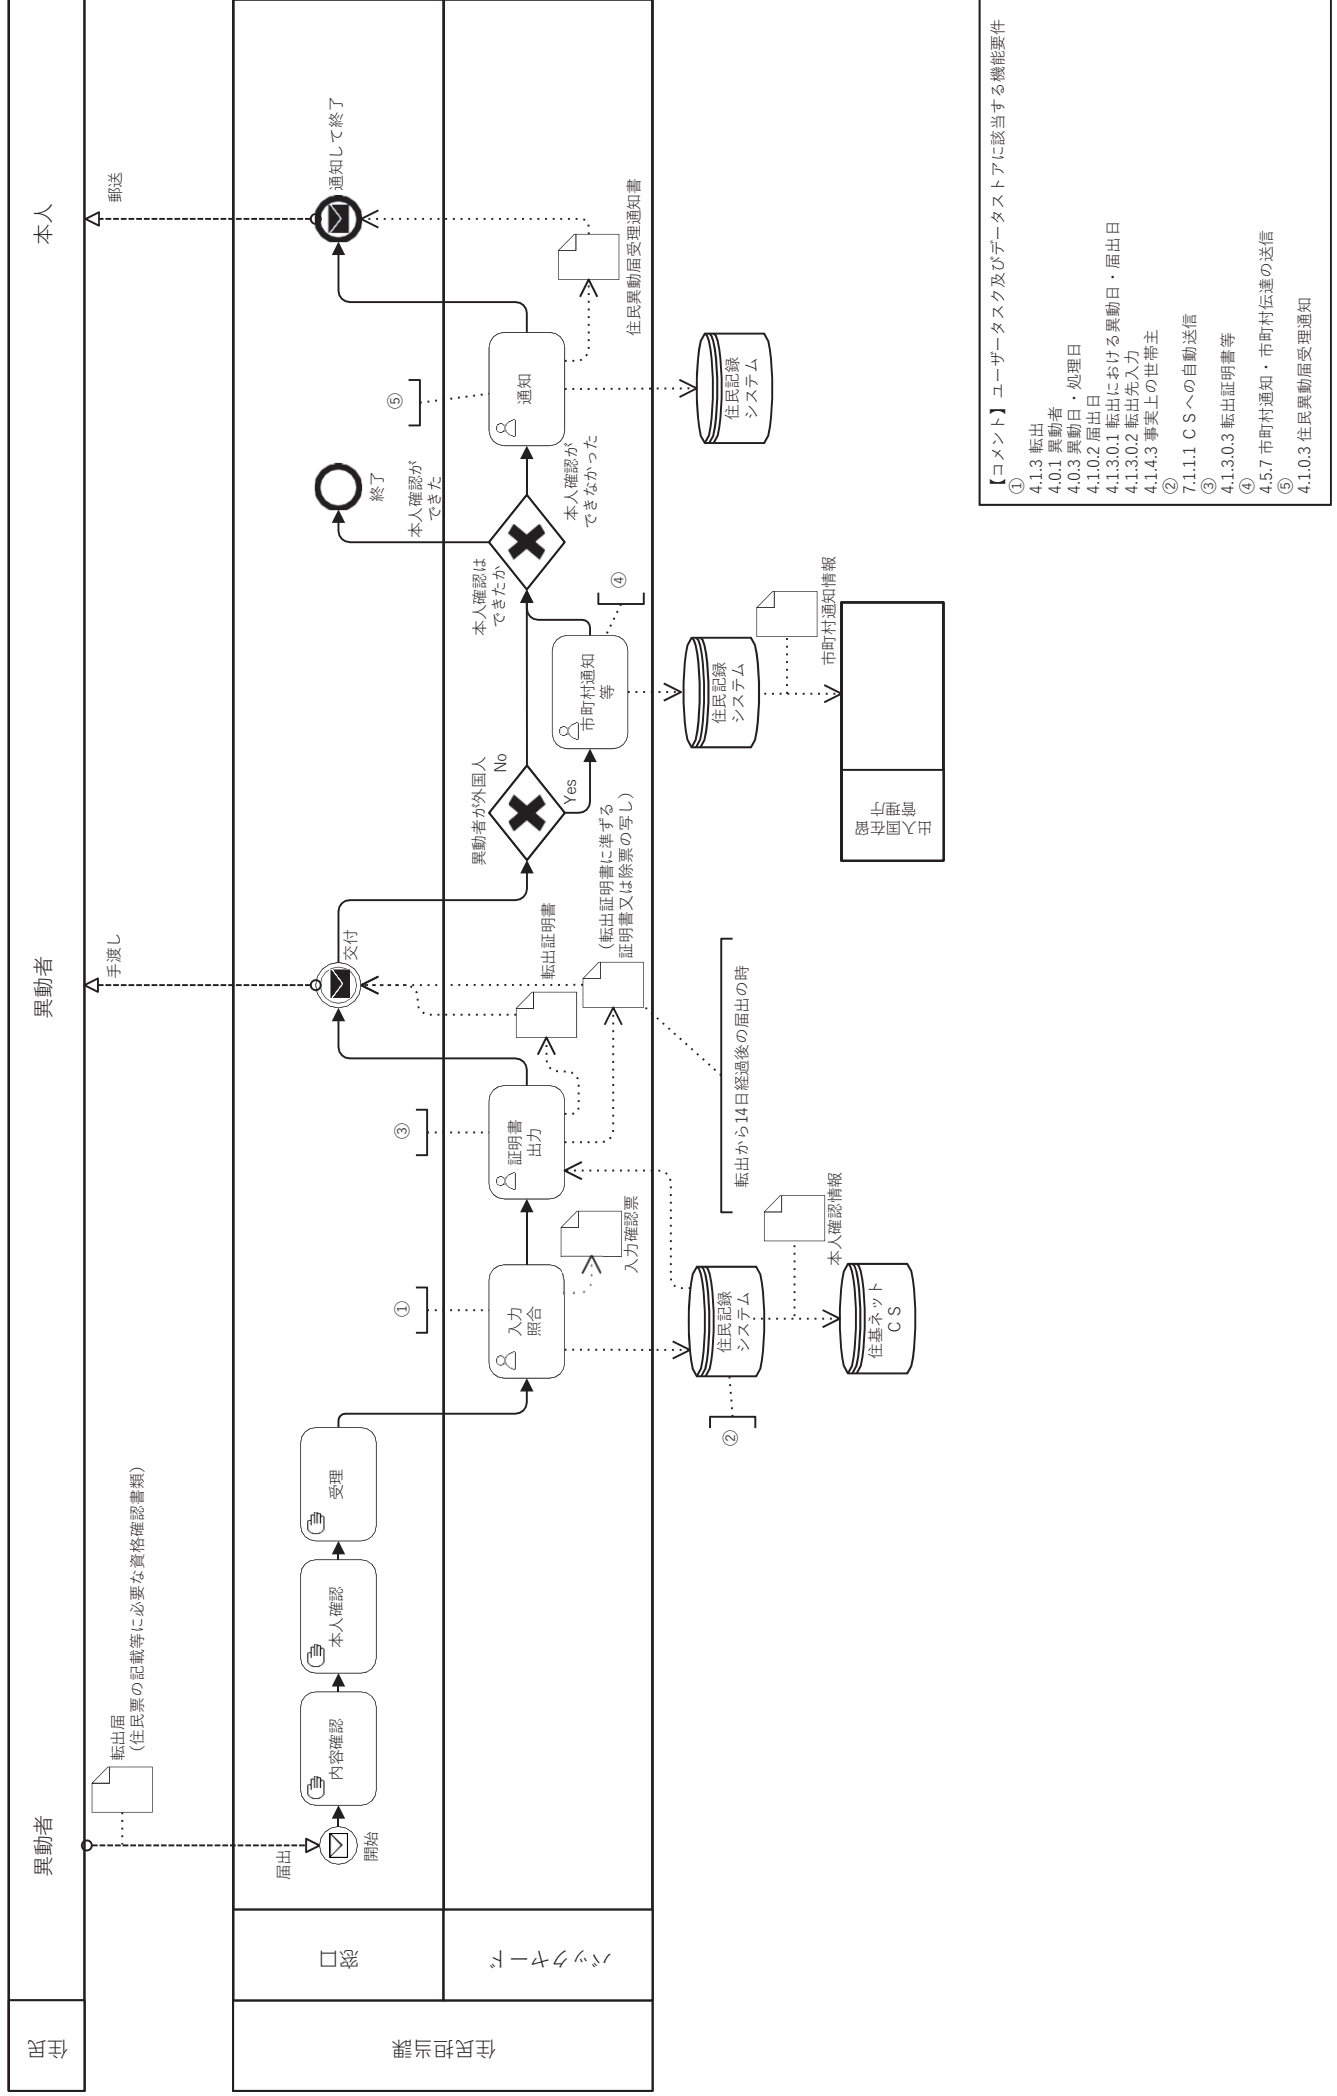 住民
異動者
異動者
本人
転出届
（住民票の記載等に必要な資格確認書類）
手渡し
郵送
住民担当課
窓口
バックヤード
届出
開始
内容確認
本人確認
受理
交付
終了
通知して終了
①
入力
照合
入力確認票
③
証明書
出力
転出証明書
（転出証明書に準ずる
証明書又は除票の写し）
異動者が外国人
No
Yes
市町村通知
等
④
本人確認は
できたか
本人確認が
できた
本人確認が
できなかった
⑤
通知
住民異動届受理通知書
②
住民記録
システム
本人確認情報
住基ネット
ＣＳ
転出から14日経過後の届出の時
住民記録
システム
市町村通知情報
出入国在留
管理庁
住民記録
システム
【コメント】ユーザータスク及びデータストアに該当する機能要件
①
4.1.3 転出
4.0.1 異動者
4.0.3 異動日・処理日
4.1.0.2 届出日
4.1.3.0.1 転出における異動日・届出日
4.1.3.0.2 転出先入力
4.1.4.3 事実上の世帯主
②
7.1.1.1 ＣＳへの自動送信
③
4.1.3.0.3 転出証明書等
④
4.5.7 市町村通知・市町村伝達の送信
⑤
4.1.0.3 住民異動届受理通知